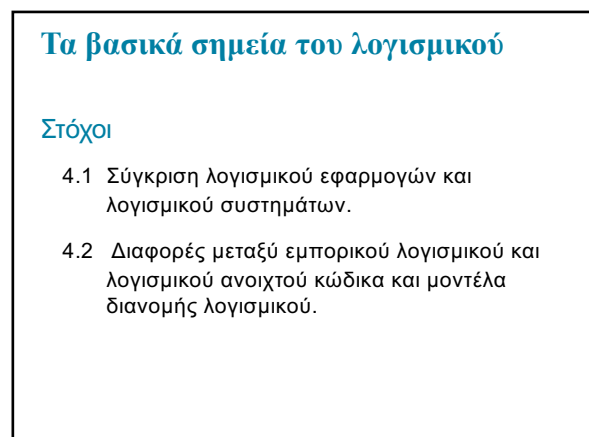 Τα βασικά σημεία του λογισμικού
Στόχοι
4.1 Σύγκριση λογισμικού εφαρμογών και
λογισμικού συστημάτων.
4.2 Διαφορές μεταξύ εμπορικού λογισμικού και
λογισμικού ανοιχτού κώδικα και μοντέλα
διανομής λογισμικού.